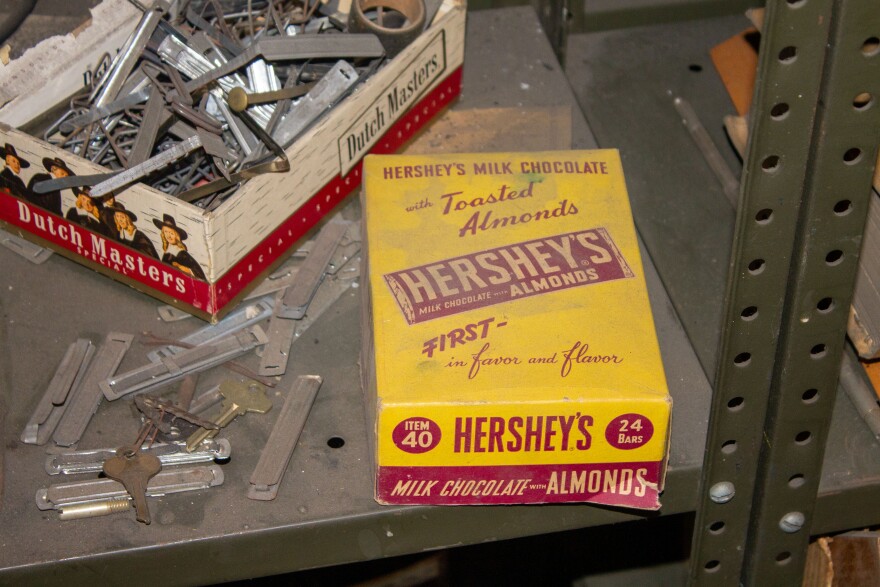 Dutch Masters.
SPECIAL
Dutch Masters
SPECIAL
HERSHEY'S MILK CHOCOLATE
with Toasted
Almonds
HERSHEY'S®
MILK CHOCOLATE WITH ALMONDS
FIRST-
in favor and flavor
ITEM
40
HERSHEY'S
24
BARS
MILK CHOCOLATE WITH ALMONDS